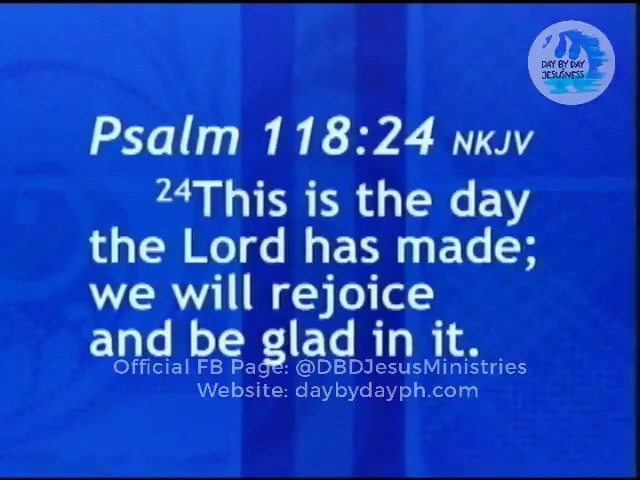 DAY BY DAY
JESUSNESS
Psalm 118:24 NKJV
24This is the day
the Lord has made;
we will rejoice
and be glad in it.
Official FB Page: @DBDJesusMinistries
Website: daybydayph.com